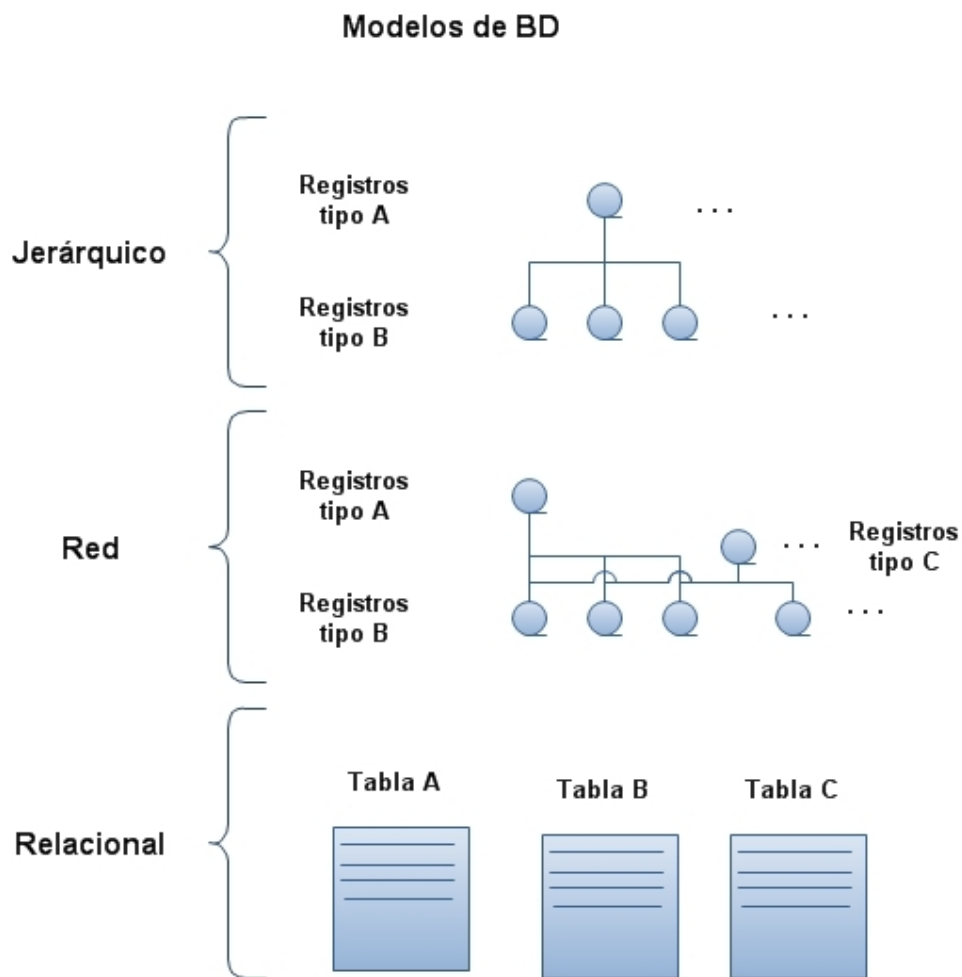 Modelos de BD
Jerárquico
Registros
tipo A
. . .
Registros
tipo B
. . .
Red
Registros
tipo A
. . .
Registros
tipo C
Registros
tipo B
. . .
Relacional
Tabla A
Tabla B
Tabla C